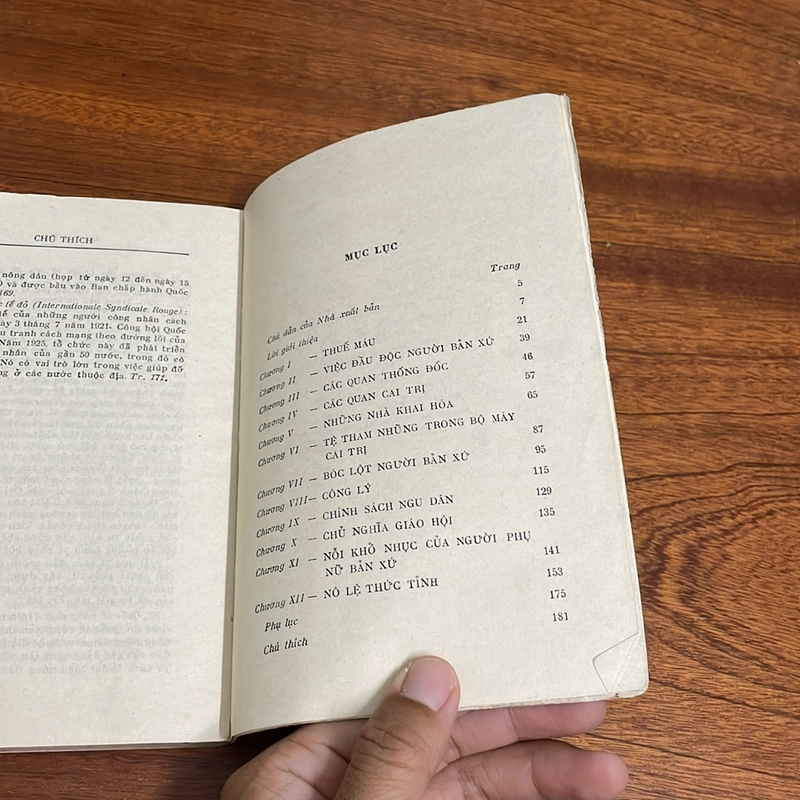 CHÚ THÍCH
nông dân (họp từ ngày 12 đến ngày 15
) và được bầu vào Ban chấp hành Quốc
169.
tế đỏ (Internationale Syndicale Rouge) :
tế của những người công nhân cách
y 3 tháng 7 năm 1921. Công hội Quốc
u tranh cách mạng theo đường lối của
Năm 1925, tổ chức này đã phát triển
nhân của gần 50 nước, trong đó có
Nó có vai trò lớn trong việc giúp đỡ
ng ở các nước thuộc địa. Tr. 171.
MỤC LỤC
Trang
Chỉ dẫn của Nhà xuất bản 5
Lời giới thiệu 7
Chương I — THUẾ MÁU 21
Chương II — VIỆC ĐẦU ĐỘC NGƯỜI BẢN XỨ 39
Chương III — CÁC QUAN THỐNG ĐỐC 46
Chương IV — CÁC QUAN CAI TRỊ 57
Chương V — NHỮNG NHÀ KHAI HÓA 65
Chương VI — TỆ THAM NHŨNG TRONG BỘ MÁY
CAI TRỊ 87
Chương VII — BÓC LỘT NGƯỜI BẢN XỨ 95
Chương VIII — CÔNG LÝ 115
Chương IX — CHÍNH SÁCH NGU DÂN 129
Chương X — CHỦ NGHĨA GIÁO HỘI 135
Chương XI — NỖI KHỔ NHỤC CỦA NGƯỜI PHỤ
NỮ BẢN XỨ 141
Chương XII — NÔ LỆ THỨC TỈNH 153
Phụ lục 175
Chú thích 181